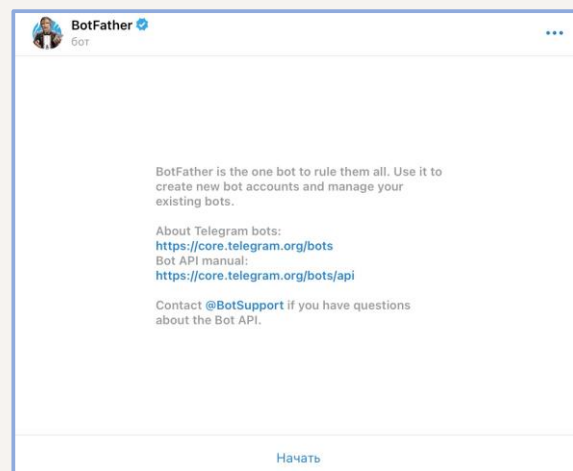 BotFather
бот
BotFather is the one bot to rule them all. Use it to
create new bot accounts and manage your
existing bots.
About Telegram bots:
https://core.telegram.org/bots
Bot API manual:
https://core.telegram.org/bots/api
Contact @BotSupport if you have questions
about the Bot API.
Начать